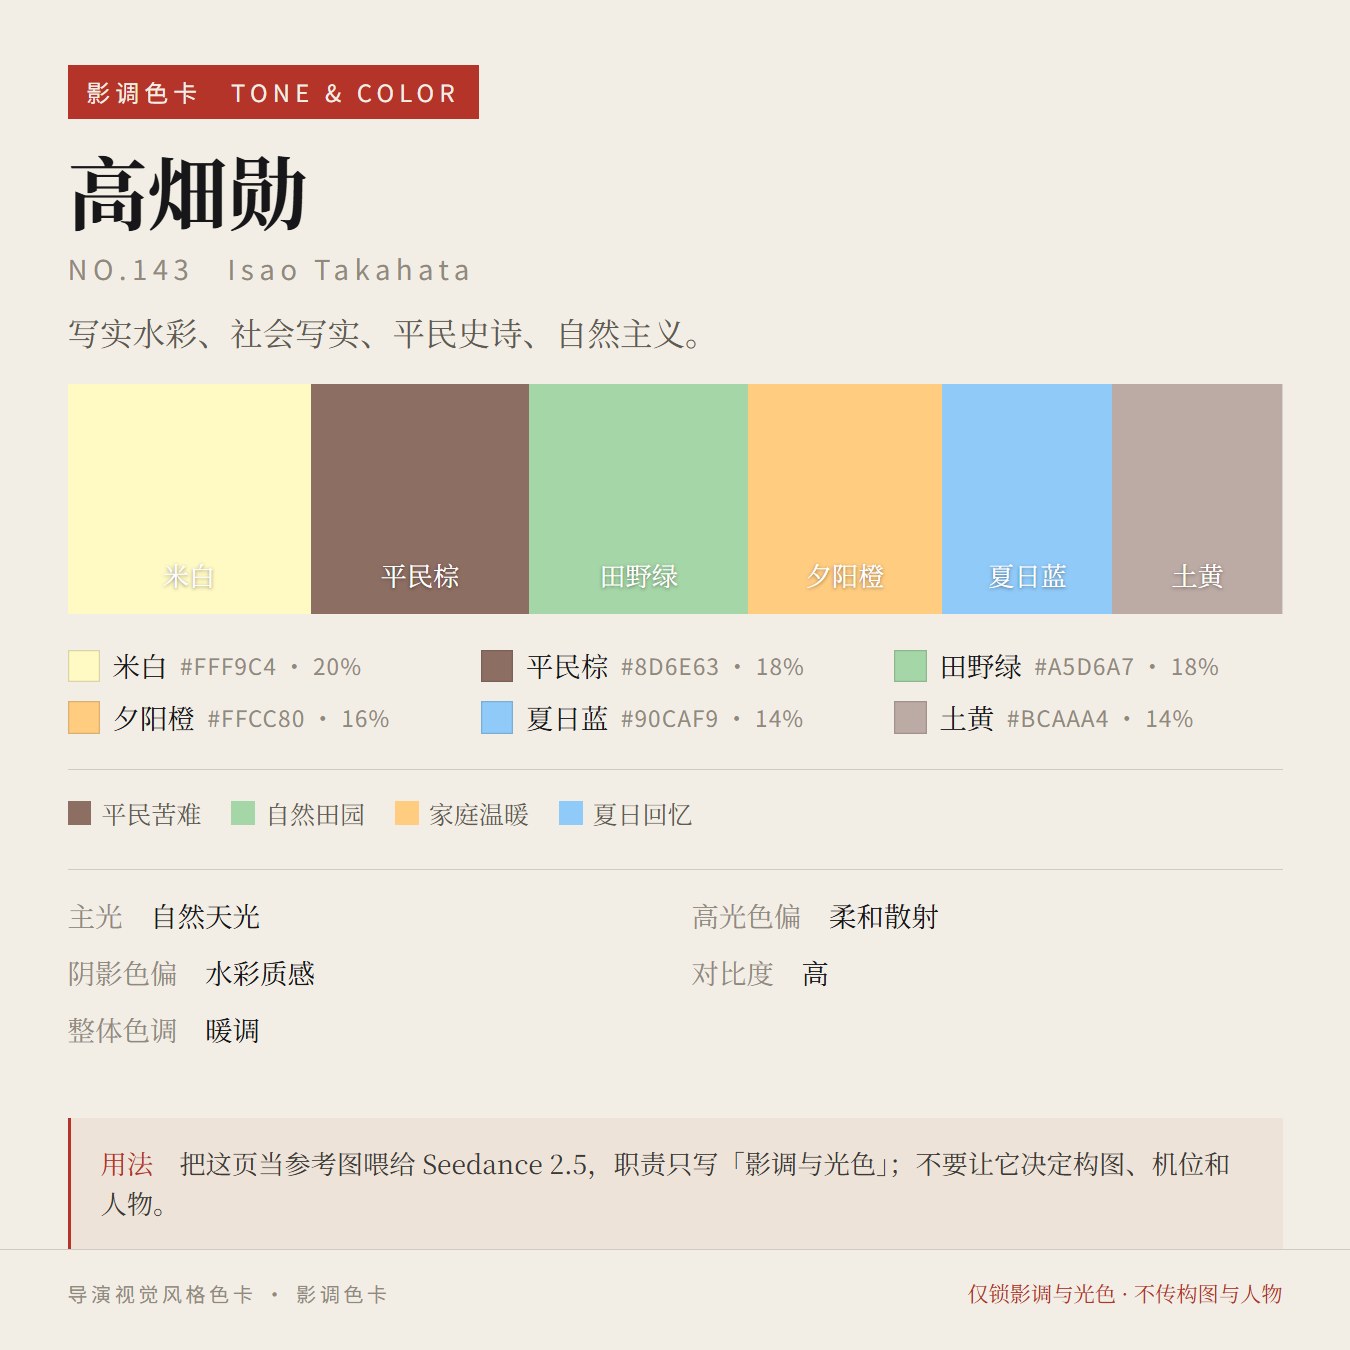 影调色卡 TONE & COLOR
高畑勋
NO.143 Isao Takahata
写实水彩、社会写实、平民史诗、自然主义。
米白 平民棕 田野绿 夕阳橙 夏日蓝 土黄
米白 #FFF9C4 • 20% 平民棕 #8D6E63 • 18% 田野绿 #A5D6A7 • 18%
夕阳橙 #FFCC80 • 16% 夏日蓝 #90CAF9 • 14% 土黄 #BCAAA4 • 14%
平民苦难 自然田园 家庭温暖 夏日回忆
主光 自然天光 高光色偏 柔和散射
阴影色偏 水彩质感 对比度 高
整体色调 暖调
用法 把这页当参考图喂给 Seedance 2.5，职责只写「影调与光色」；不要让它决定构图、机位和
人物。
导演视觉风格色卡 • 影调色卡 仅锁影调与光色 · 不传构图与人物